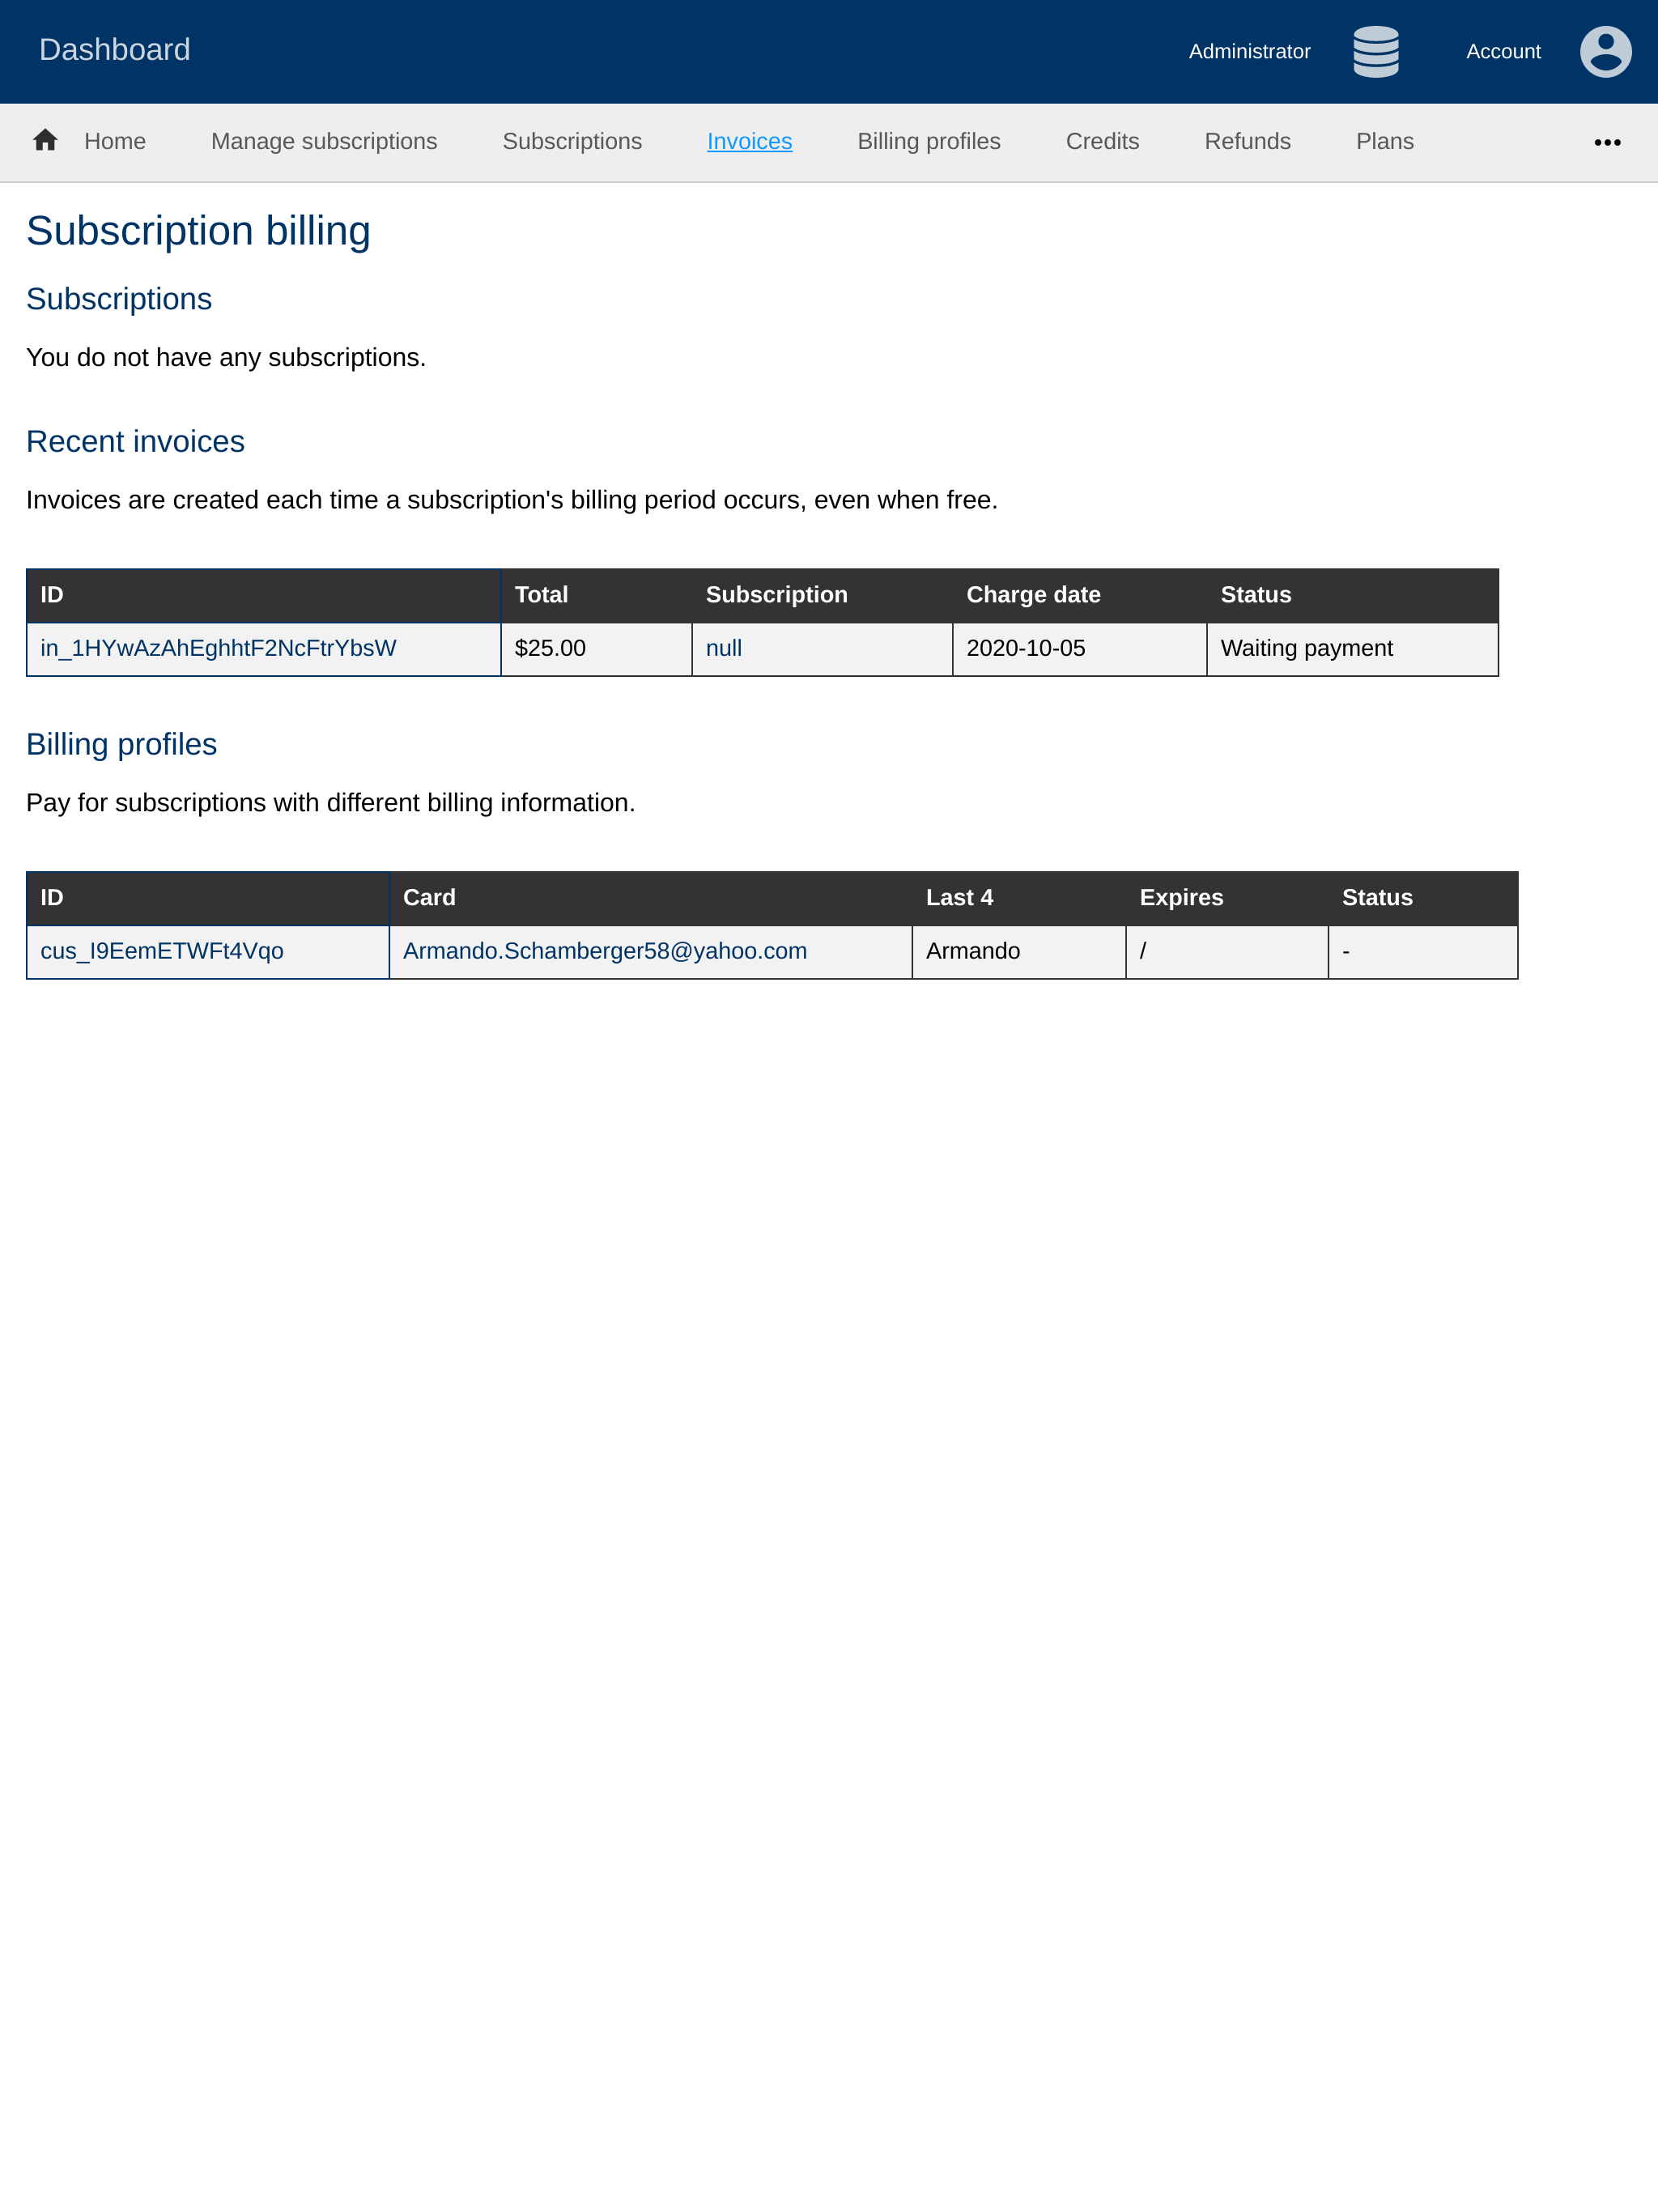 Dashboard Administrator Account
Home Manage subscriptions Subscriptions Invoices Billing profiles Credits Refunds Plans
Subscription billing
Subscriptions
You do not have any subscriptions.
Recent invoices
Invoices are created each time a subscription's billing period occurs, even when free.
ID Total Subscription Charge date Status
in_1HYwAzAhEghhtF2NcFtrYbsW $25.00 null 2020-10-05 Waiting payment
Billing profiles
Pay for subscriptions with different billing information.
ID Card Last 4 Expires Status
cus_I9EemETWFt4Vqo Armando.Schamberger58@yahoo.com Armando / -